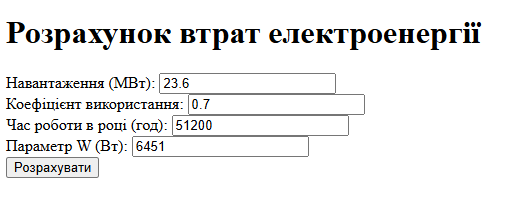 Розрахунок втрат електроенергії
Навантаження (МВт): 23.6
Коефіцієнт використання: 0.7
Час роботи в році (год): 51200
Параметр W (Вт): 6451
Розрахувати